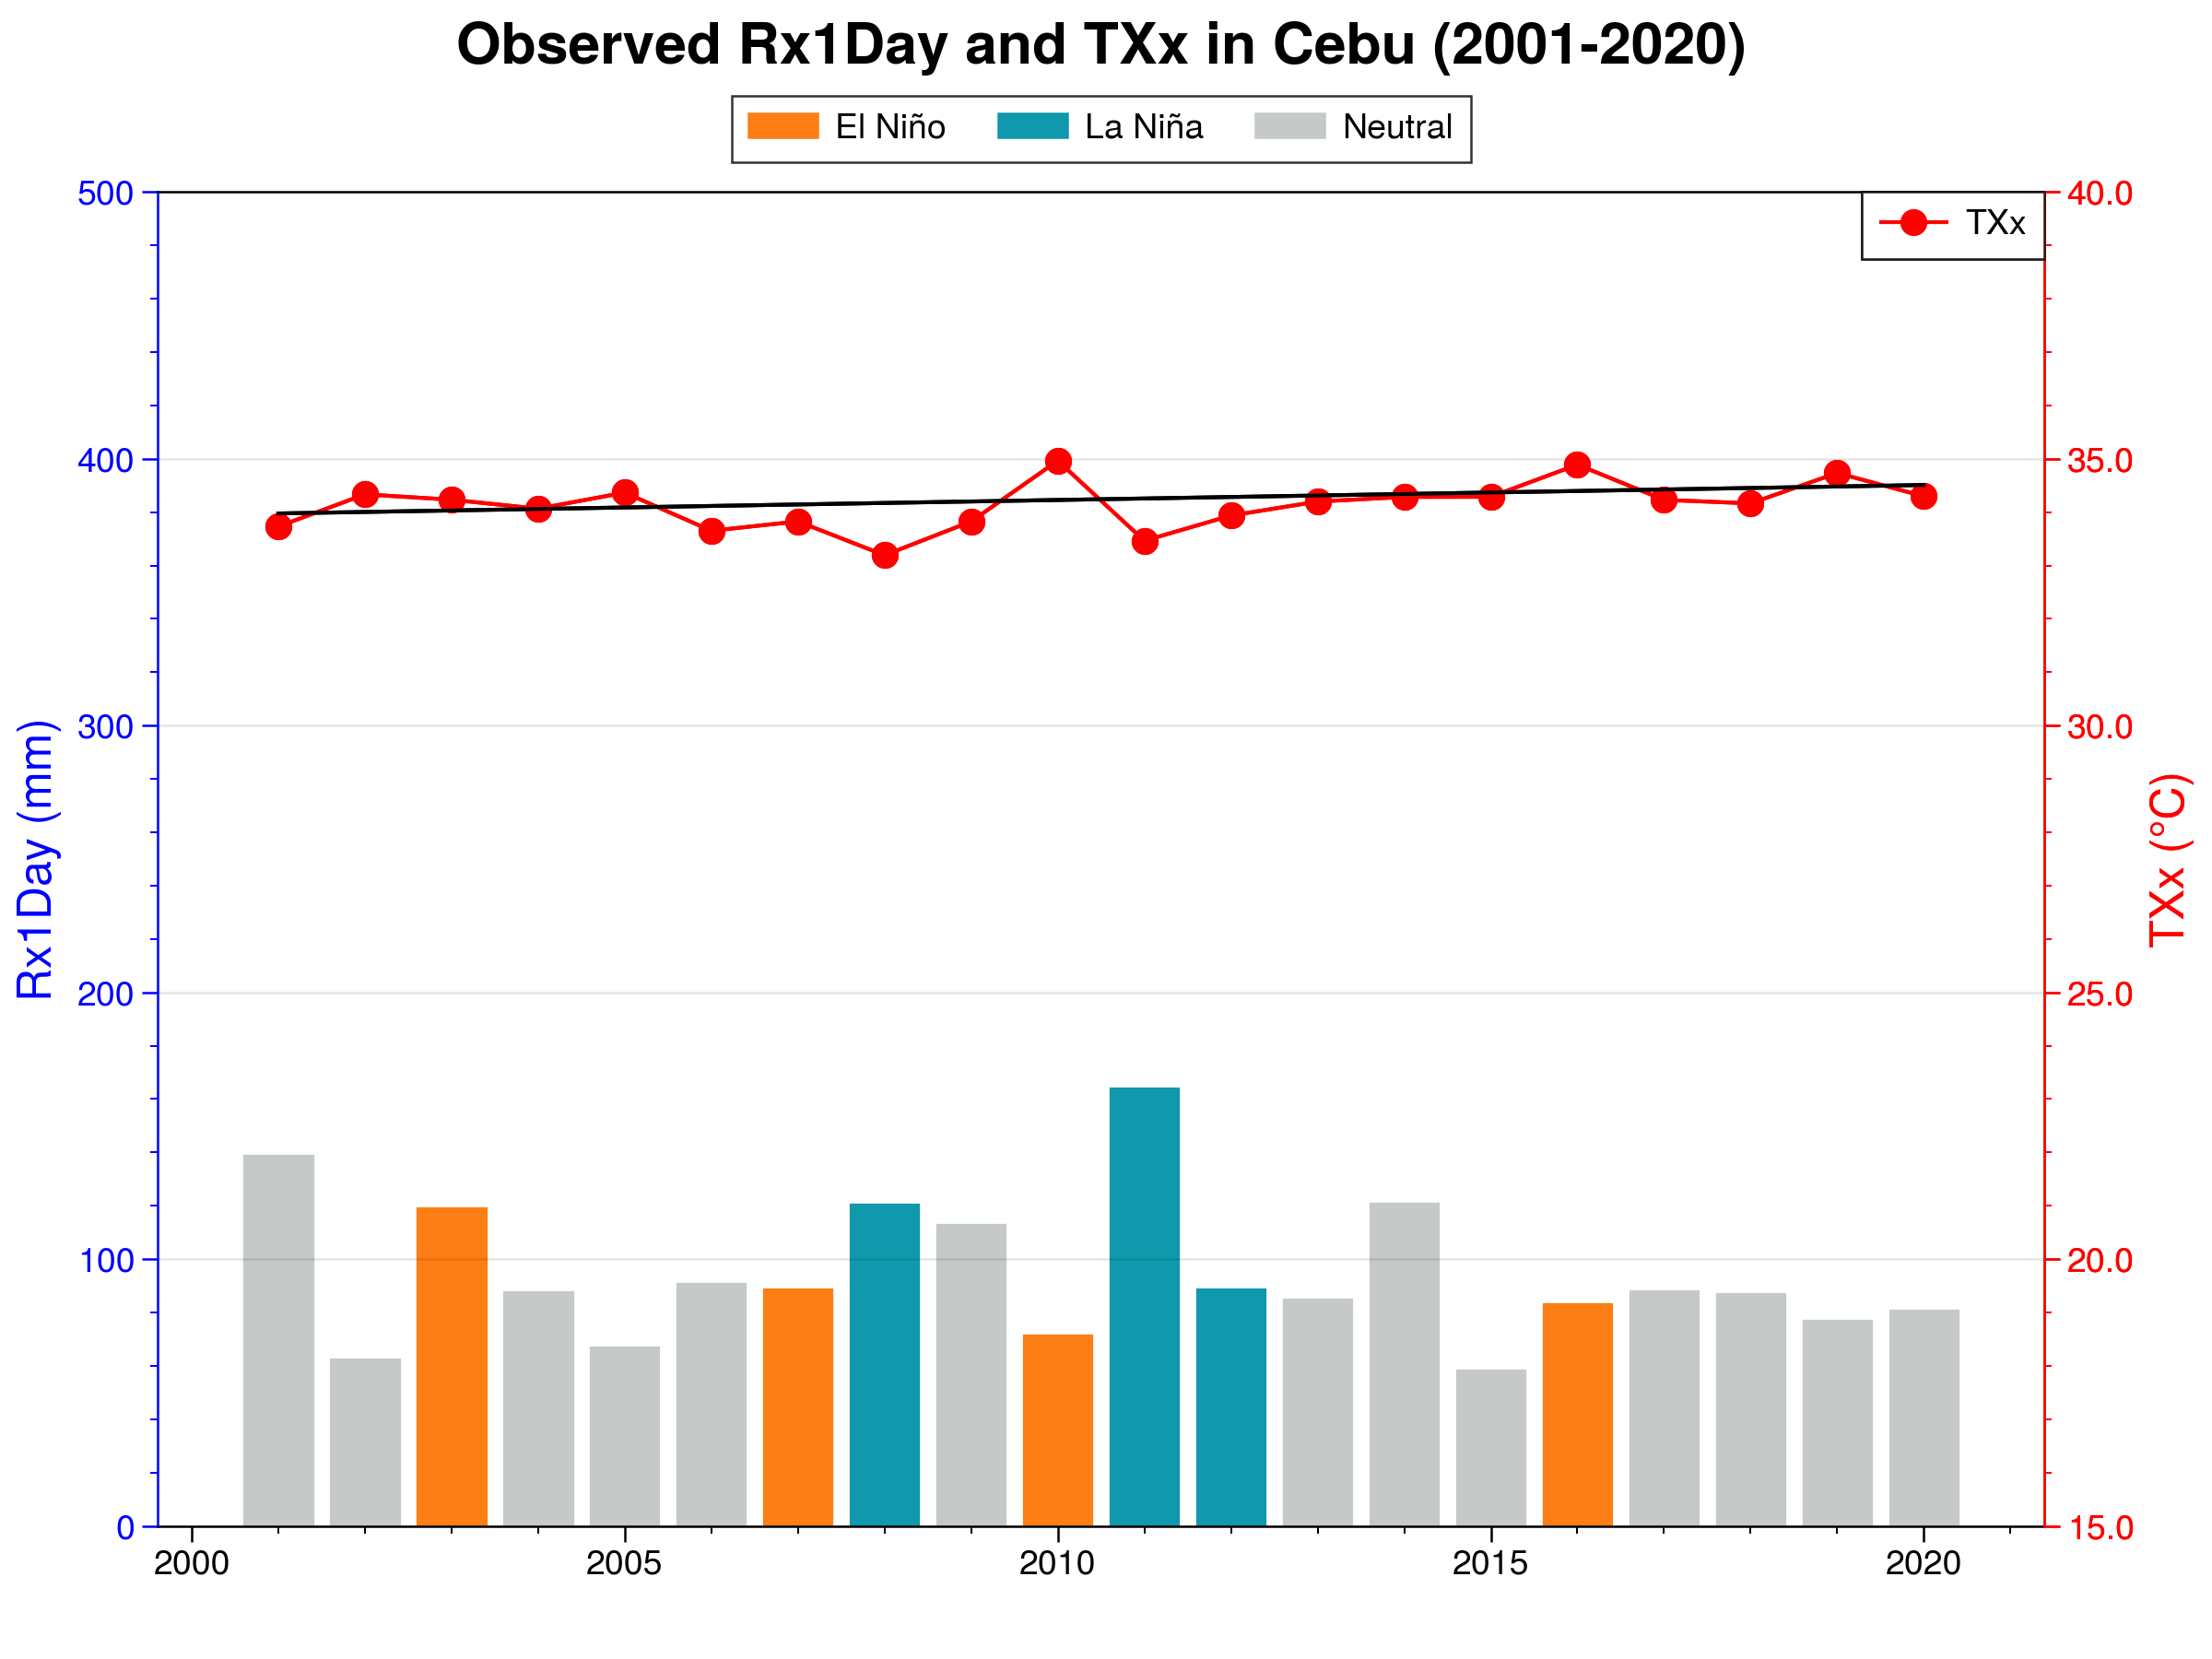 Observed Rx1Day and TXx in Cebu (2001-2020)
El Niño La Niña Neutral
TXx
500
400
300
200
100
0
Rx1Day (mm)
40.0
35.0
30.0
25.0
20.0
15.0
TXx (°C)
2000 2005 2010 2015 2020